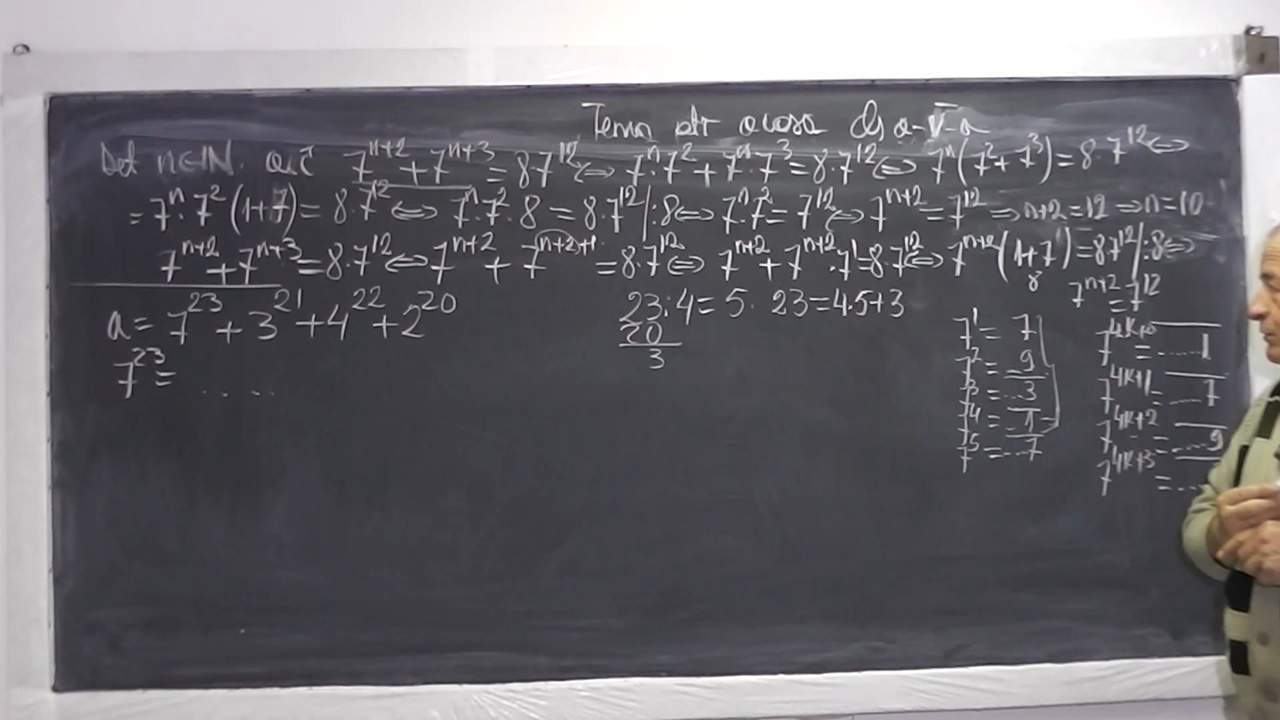 Tema ptr acasa cls a-V-a
Det n∈IN. a.î 7^{n+2} + 7^{n+3} = 8·7^{12} ⇔ 7^n·7^2 + 7^n·7^3 = 8·7^{12} ⇔ 7^n(7^2 + 7^3) = 8·7^{12} ⇔
= 7^n·7^2(1+7) = 8·7^{12} ⇔ 7^n·7^2·8 = 8·7^{12} |:8 ⇔ 7^n·7^2 = 7^{12} ⇔ 7^{n+2} = 7^{12} ⇒ n+2=12 ⇒ n=10
7^{n+2} + 7^{n+3} = 8·7^{12} ⇔ 7^{n+2} + 7^{(n+2)+1} = 8·7^{12} ⇔ 7^{n+2} + 7^{n+2}·7^1 = 8·7^{12} ⇔ 7^{n+2}(1+7^1) = 8·7^{12} |:8 ⇔
8
7^{n+2} = 7^{12}
a = 7^{23} + 3^{21} + 4^{22} + 2^{20}
7^{23} = .....
23:4 = 5. 23 = 4·5+3
20
3
7^1 = 7
7^2 = ..9
7^3 = ...3
7^4 = ..1
7^5 = ...7
7^{4k+0} = .....1
7^{4k+1} = .....7
7^{4k+2} = .....9
7^{4k+3} = ....